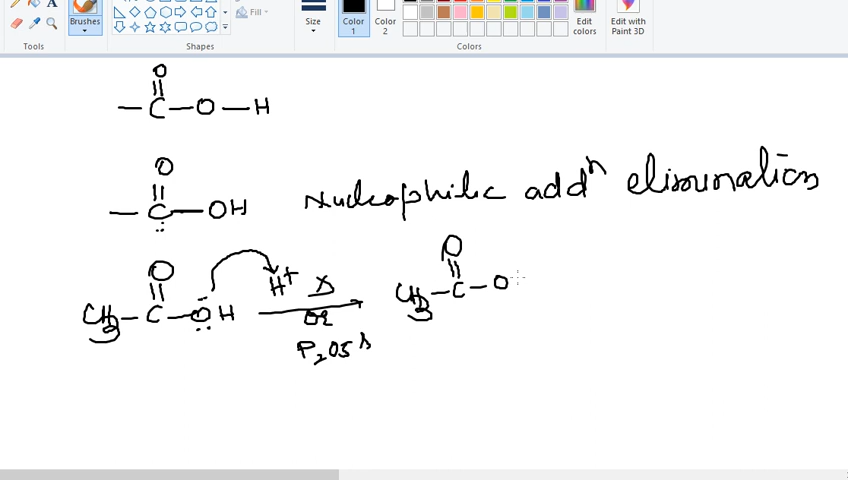 Tools
Brushes
Shapes
Fill
Size
Color 1
Color 2
Colors
Edit colors
Edit with Paint 3D
O
— C — O — H
O
— C — OH Nucleophilic addⁿ elimination
O
CH3 — C — OH H+ Δ
or
P2O5 Δ
O
CH3 — C — O